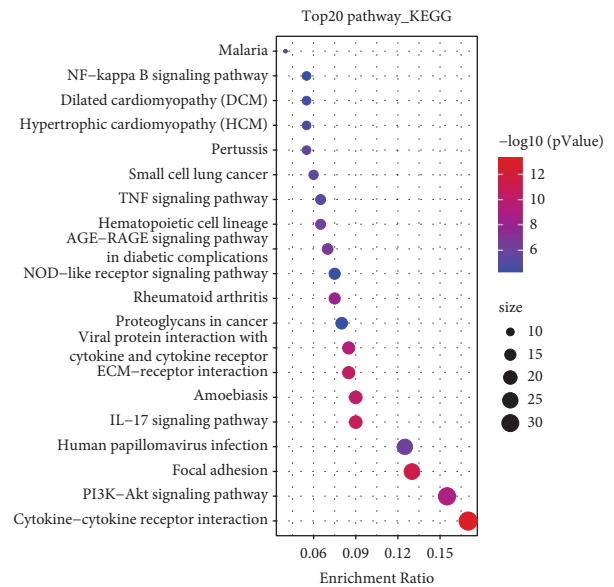 Top20 pathway_KEGG
Malaria
NF−kappa B signaling pathway
Dilated cardiomyopathy (DCM)
Hypertrophic cardiomyopathy (HCM)
Pertussis
Small cell lung cancer
TNF signaling pathway
Hematopoietic cell lineage
AGE−RAGE signaling pathway
in diabetic complications
NOD−like receptor signaling pathway
Rheumatoid arthritis
Proteoglycans in cancer
Viral protein interaction with
cytokine and cytokine receptor
ECM−receptor interaction
Amoebiasis
IL−17 signaling pathway
Human papillomavirus infection
Focal adhesion
PI3K−Akt signaling pathway
Cytokine−cytokine receptor interaction
0.06 0.09 0.12 0.15
Enrichment Ratio
−log10 (pValue)
12
10
8
6
size
10
15
20
25
30